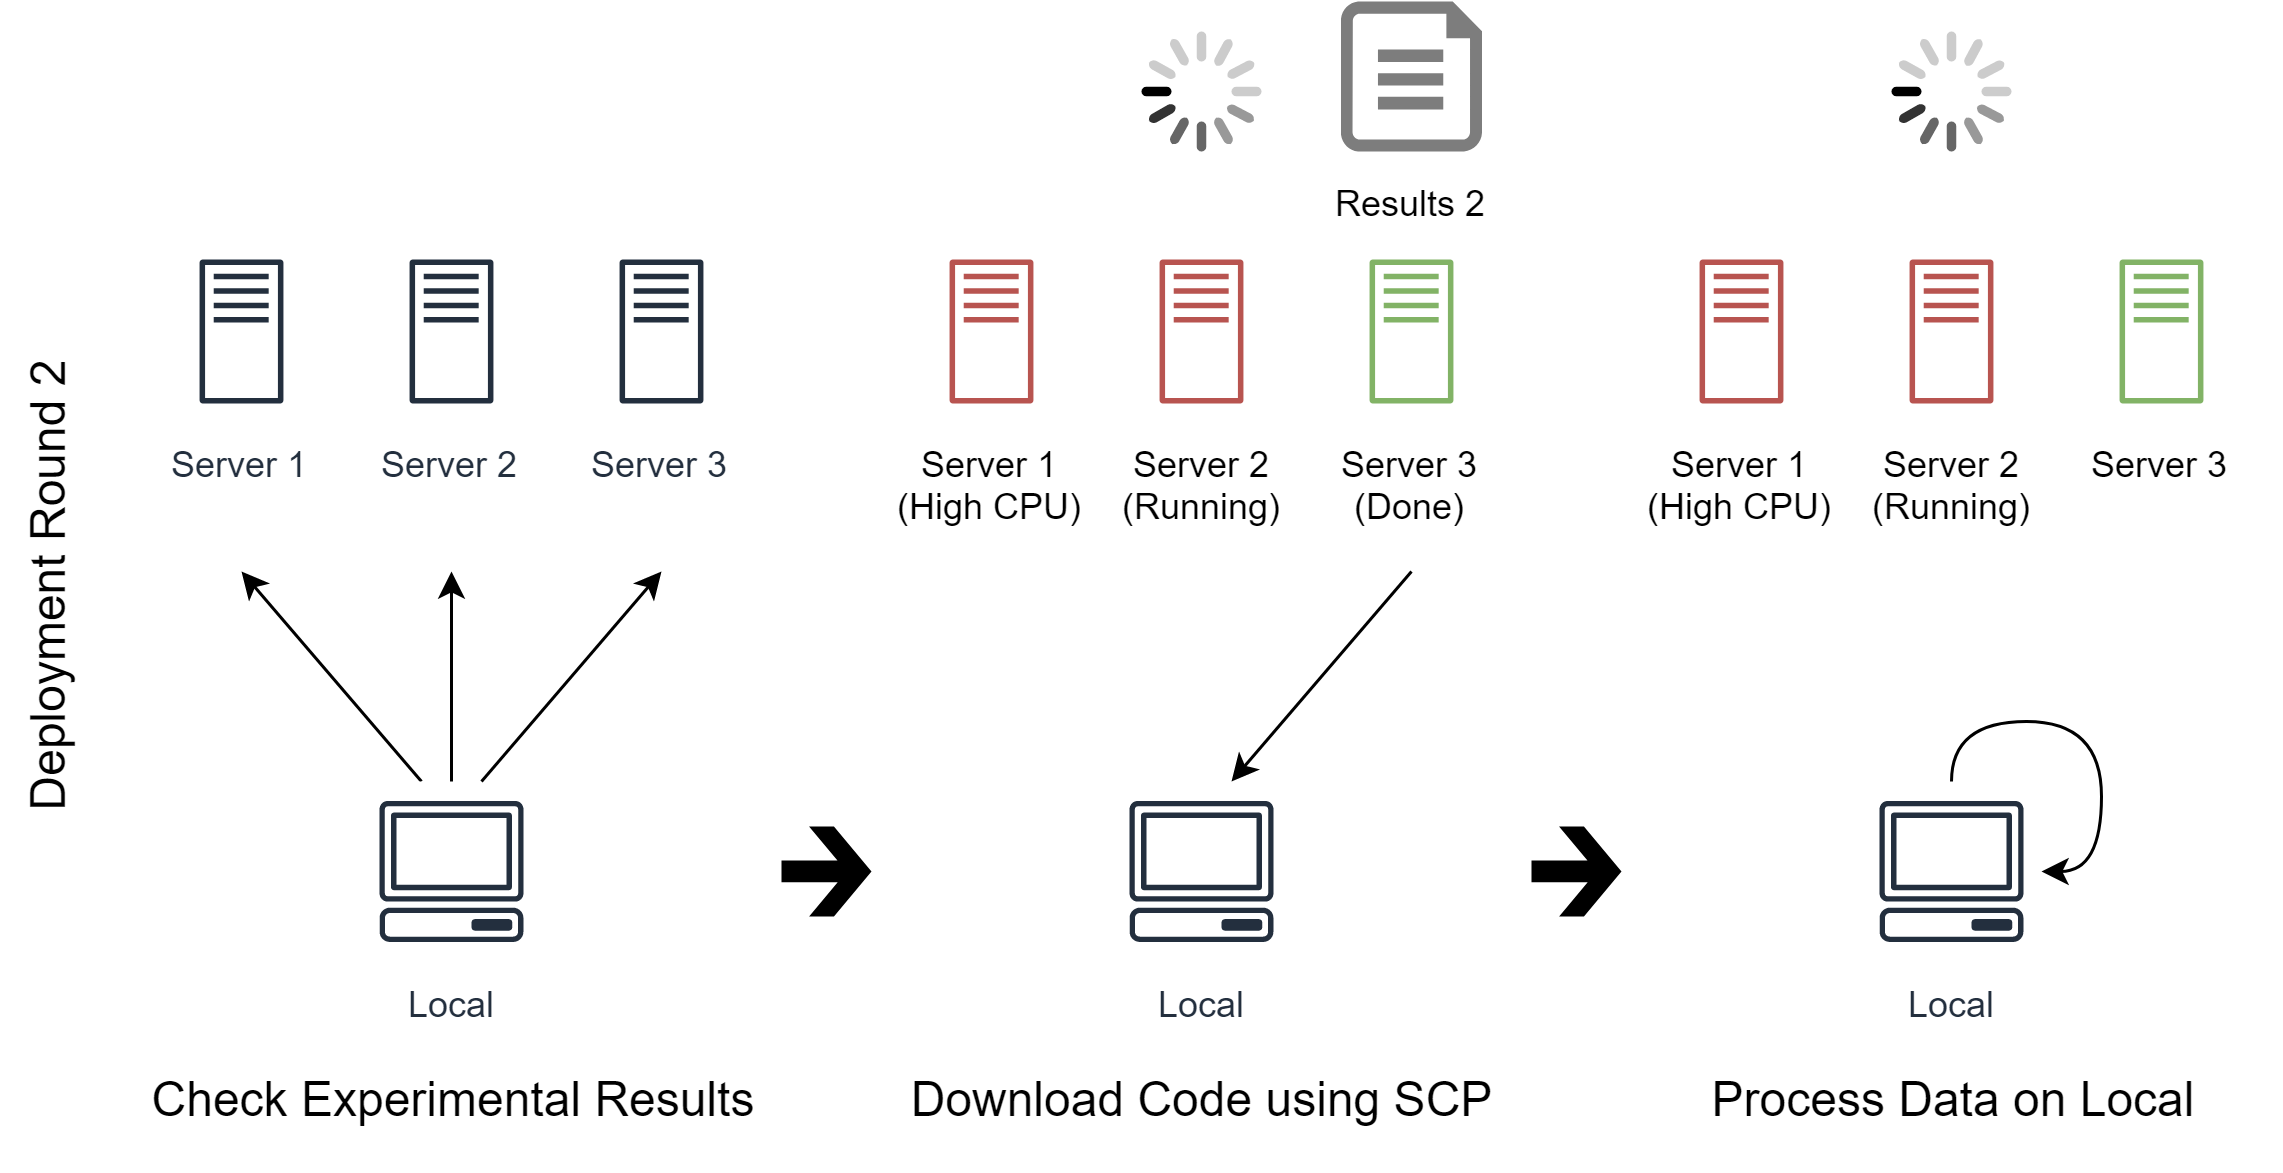 Deployment Round 2
Results 2
Server 1
Server 2
Server 3
Server 1
(High CPU)
Server 2
(Running)
Server 3
(Done)
Server 1
(High CPU)
Server 2
(Running)
Server 3
Local
Local
Local
Check Experimental Results
Download Code using SCP
Process Data on Local